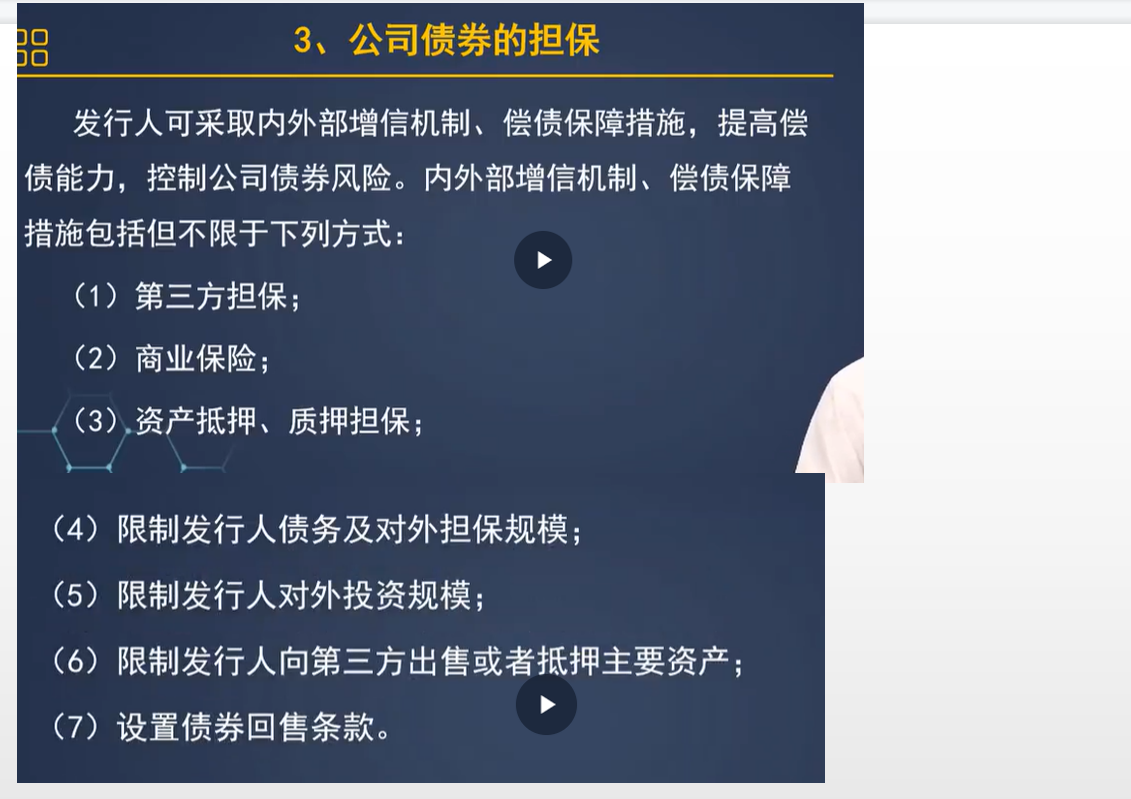 3、公司债券的担保
发行人可采取内外部增信机制、偿债保障措施，提高偿
债能力，控制公司债券风险。内外部增信机制、偿债保障
措施包括但不限于下列方式：
（1）第三方担保；
（2）商业保险；
（3）资产抵押、质押担保；
（4）限制发行人债务及对外担保规模；
（5）限制发行人对外投资规模；
（6）限制发行人向第三方出售或者抵押主要资产；
（7）设置债券回售条款。